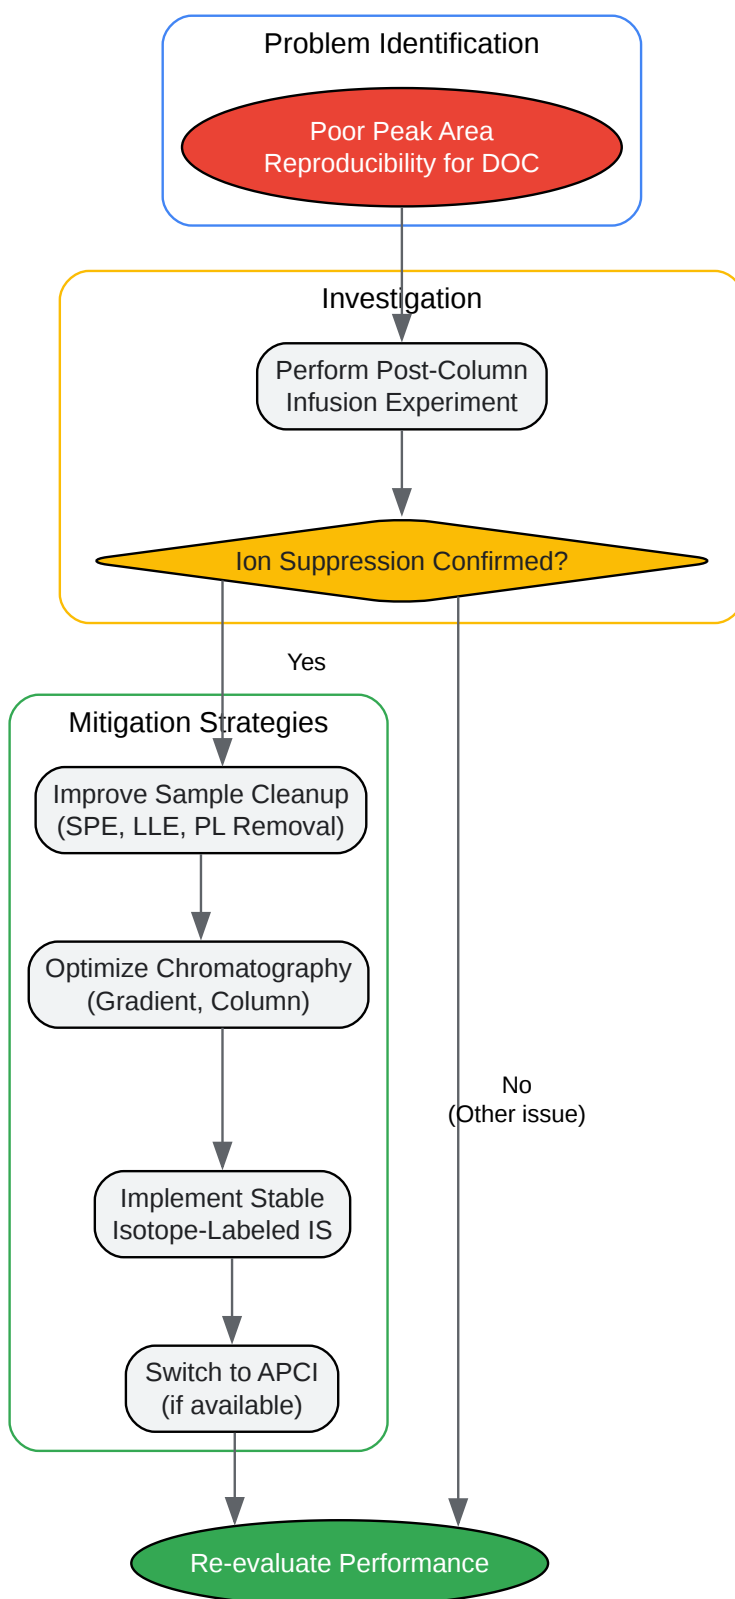 Problem Identification
Poor Peak Area
Reproducibility for DOC
Investigation
Perform Post-Column
Infusion Experiment
Ion Suppression Confirmed?
Yes
Mitigation Strategies
Improve Sample Cleanup
(SPE, LLE, PL Removal)
Optimize Chromatography
(Gradient, Column)
No
(Other issue)
Implement Stable
Isotope-Labeled IS
Switch to APCI
(if available)
Re-evaluate Performance